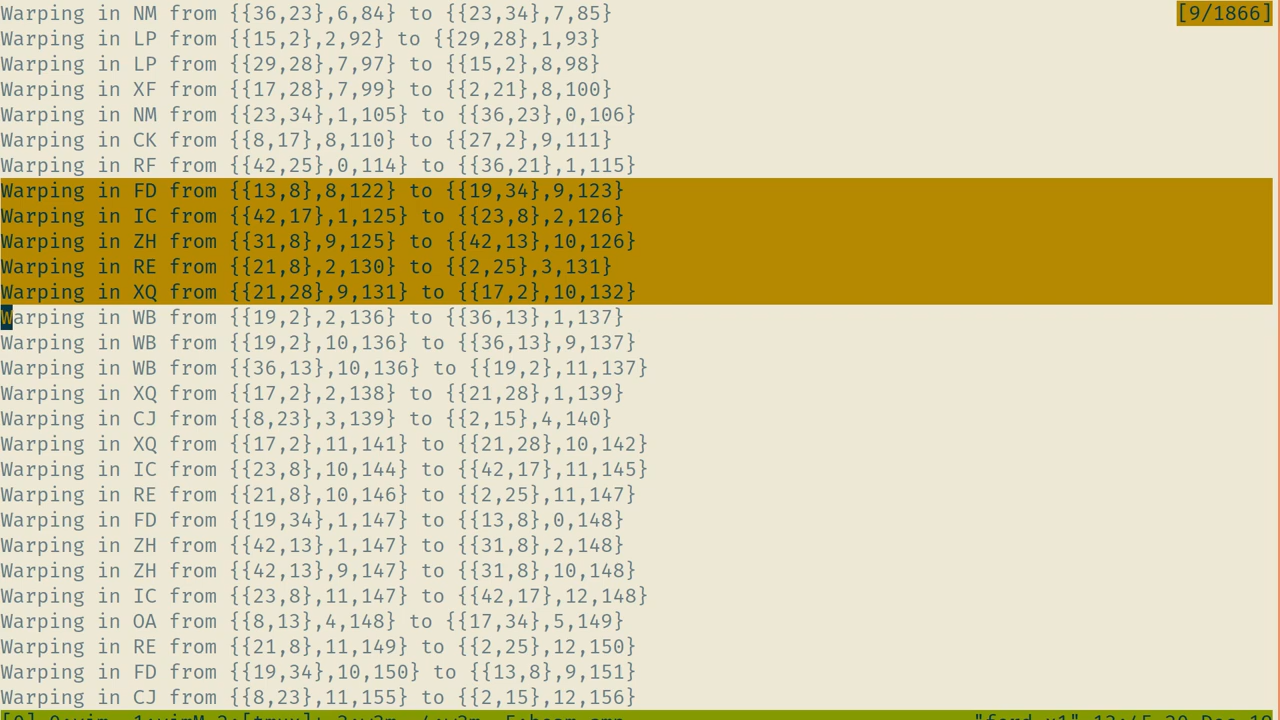 Warping in NM from {{36,23},6,84} to {{23,34},7,85} [9/1866]
Warping in LP from {{15,2},2,92} to {{29,28},1,93}
Warping in LP from {{29,28},7,97} to {{15,2},8,98}
Warping in XF from {{17,28},7,99} to {{2,21},8,100}
Warping in NM from {{23,34},1,105} to {{36,23},0,106}
Warping in CK from {{8,17},8,110} to {{27,2},9,111}
Warping in RF from {{42,25},0,114} to {{36,21},1,115}
Warping in FD from {{13,8},8,122} to {{19,34},9,123}
Warping in IC from {{42,17},1,125} to {{23,8},2,126}
Warping in ZH from {{31,8},9,125} to {{42,13},10,126}
Warping in RE from {{21,8},2,130} to {{2,25},3,131}
Warping in XQ from {{21,28},9,131} to {{17,2},10,132}
Warping in WB from {{19,2},2,136} to {{36,13},1,137}
Warping in WB from {{19,2},10,136} to {{36,13},9,137}
Warping in WB from {{36,13},10,136} to {{19,2},11,137}
Warping in XQ from {{17,2},2,138} to {{21,28},1,139}
Warping in CJ from {{8,23},3,139} to {{2,15},4,140}
Warping in XQ from {{17,2},11,141} to {{21,28},10,142}
Warping in IC from {{23,8},10,144} to {{42,17},11,145}
Warping in RE from {{21,8},10,146} to {{2,25},11,147}
Warping in FD from {{19,34},1,147} to {{13,8},0,148}
Warping in ZH from {{42,13},1,147} to {{31,8},2,148}
Warping in ZH from {{42,13},9,147} to {{31,8},10,148}
Warping in IC from {{23,8},11,147} to {{42,17},12,148}
Warping in OA from {{8,13},4,148} to {{17,34},5,149}
Warping in RE from {{21,8},11,149} to {{2,25},12,150}
Warping in FD from {{19,34},10,150} to {{13,8},9,151}
Warping in CJ from {{8,23},11,155} to {{2,15},12,156}